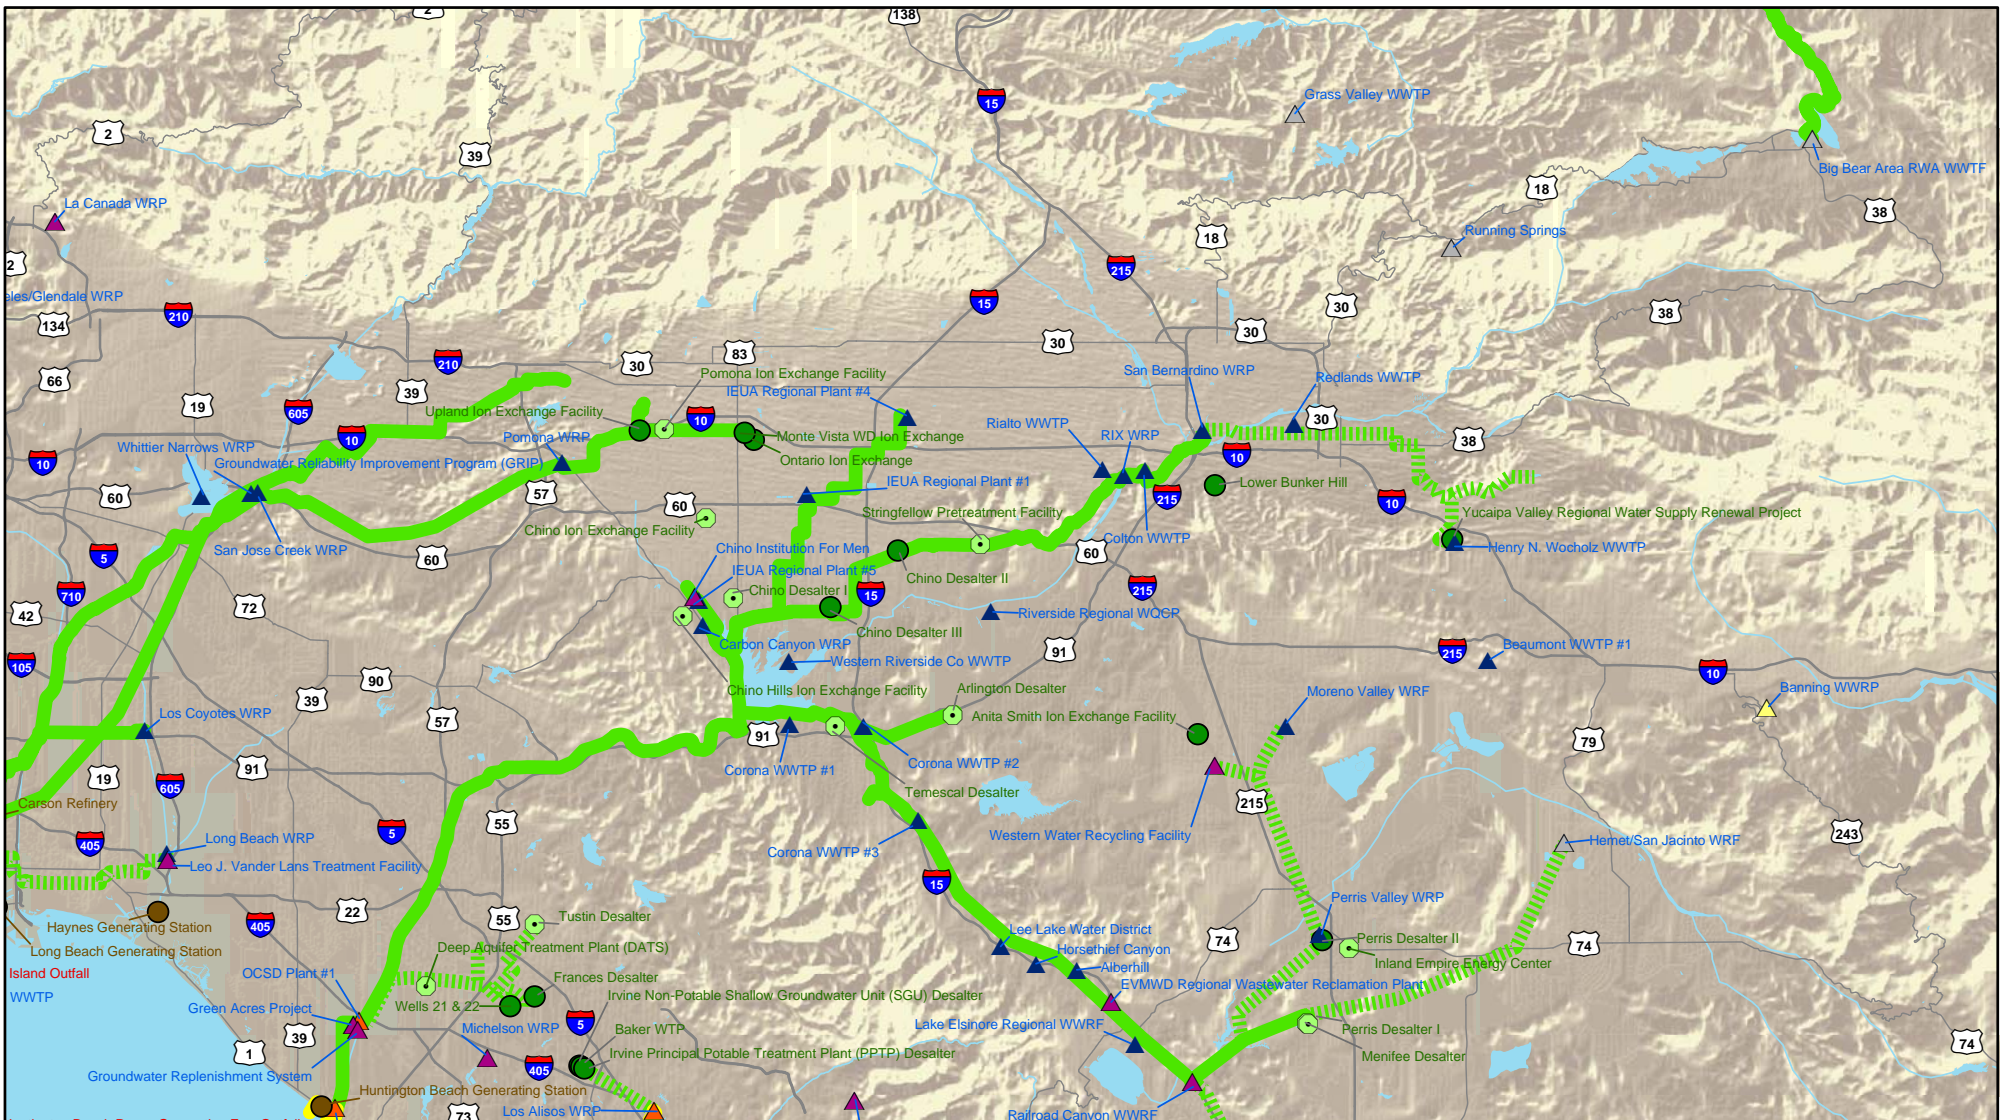 2
138
15
Grass Valley WWTP
2
39
Big Bear Area RWA WWTF
18
38
La Canada WRP
18
Running Springs
2
215
eles/Glendale WRP
15
30
38
210
134
30
30
83
30
210
Pomona Ion Exchange Facility
San Bernardino WRP
Redlands WWTP
66
39
IEUA Regional Plant #4
19
605
Upland Ion Exchange Facility
10
30
Rialto WWTP
RIX WRP
10
Pomona WRP
Monte Vista WD Ion Exchange
38
Whittier Narrows WRP
10
Groundwater Reliability Improvement Program (GRIP)
Ontario Ion Exchange
10
IEUA Regional Plant #1
Lower Bunker Hill
60
57
60
215
10
Stringfellow Pretreatment Facility
Yucaipa Valley Regional Water Supply Renewal Project
Chino Ion Exchange Facility
Colton WWTP
San Jose Creek WRP
Chino Institution For Men
Henry N. Wocholz WWTP
5
60
60
IEUA Regional Plant #5
Chino Desalter II
710
Chino Desalter I
15
215
42
72
Riverside Regional WQCP
Chino Desalter III
Carbon Canyon WRP
Beaumont WWTP #1
105
Western Riverside Co WWTP
91
215
10
90
Chino Hills Ion Exchange Facility
Arlington Desalter
Moreno Valley WRF
Banning WWRP
39
Los Coyotes WRP
57
Anita Smith Ion Exchange Facility
91
79
91
Corona WWTP #1
Corona WWTP #2
19
605
Temescal Desalter
Carson Refinery
215
55
5
243
405
Long Beach WRP
Western Water Recycling Facility
Hemet/San Jacinto WRF
Corona WWTP #3
Leo J. Vander Lans Treatment Facility
15
Perris Valley WRP
22
55
Tustin Desalter
Haynes Generating Station
405
Lee Lake Water District
74
Perris Desalter II
74
Long Beach Generating Station
Deep Aquifer Treatment Plant (DATS)
Horsethief Canyon
Inland Empire Energy Center
Island Outfall
OCSD Plant #1
Frances Desalter
Alberhill
WWTP
EVMWD Regional Wastewater Reclamation Plant
Irvine Non-Potable Shallow Groundwater Unit (SGU) Desalter
Green Acres Project
Wells 21 & 22
5
Michelson WRP
Baker WTP
Lake Elsinore Regional WWRF
Perris Desalter I
39
1
74
Irvine Principal Potable Treatment Plant (PPTP) Desalter
Menifee Desalter
405
Groundwater Replenishment System
Huntington Beach Generating Station
Los Alisos WRP
73
Railroad Canyon WWRF